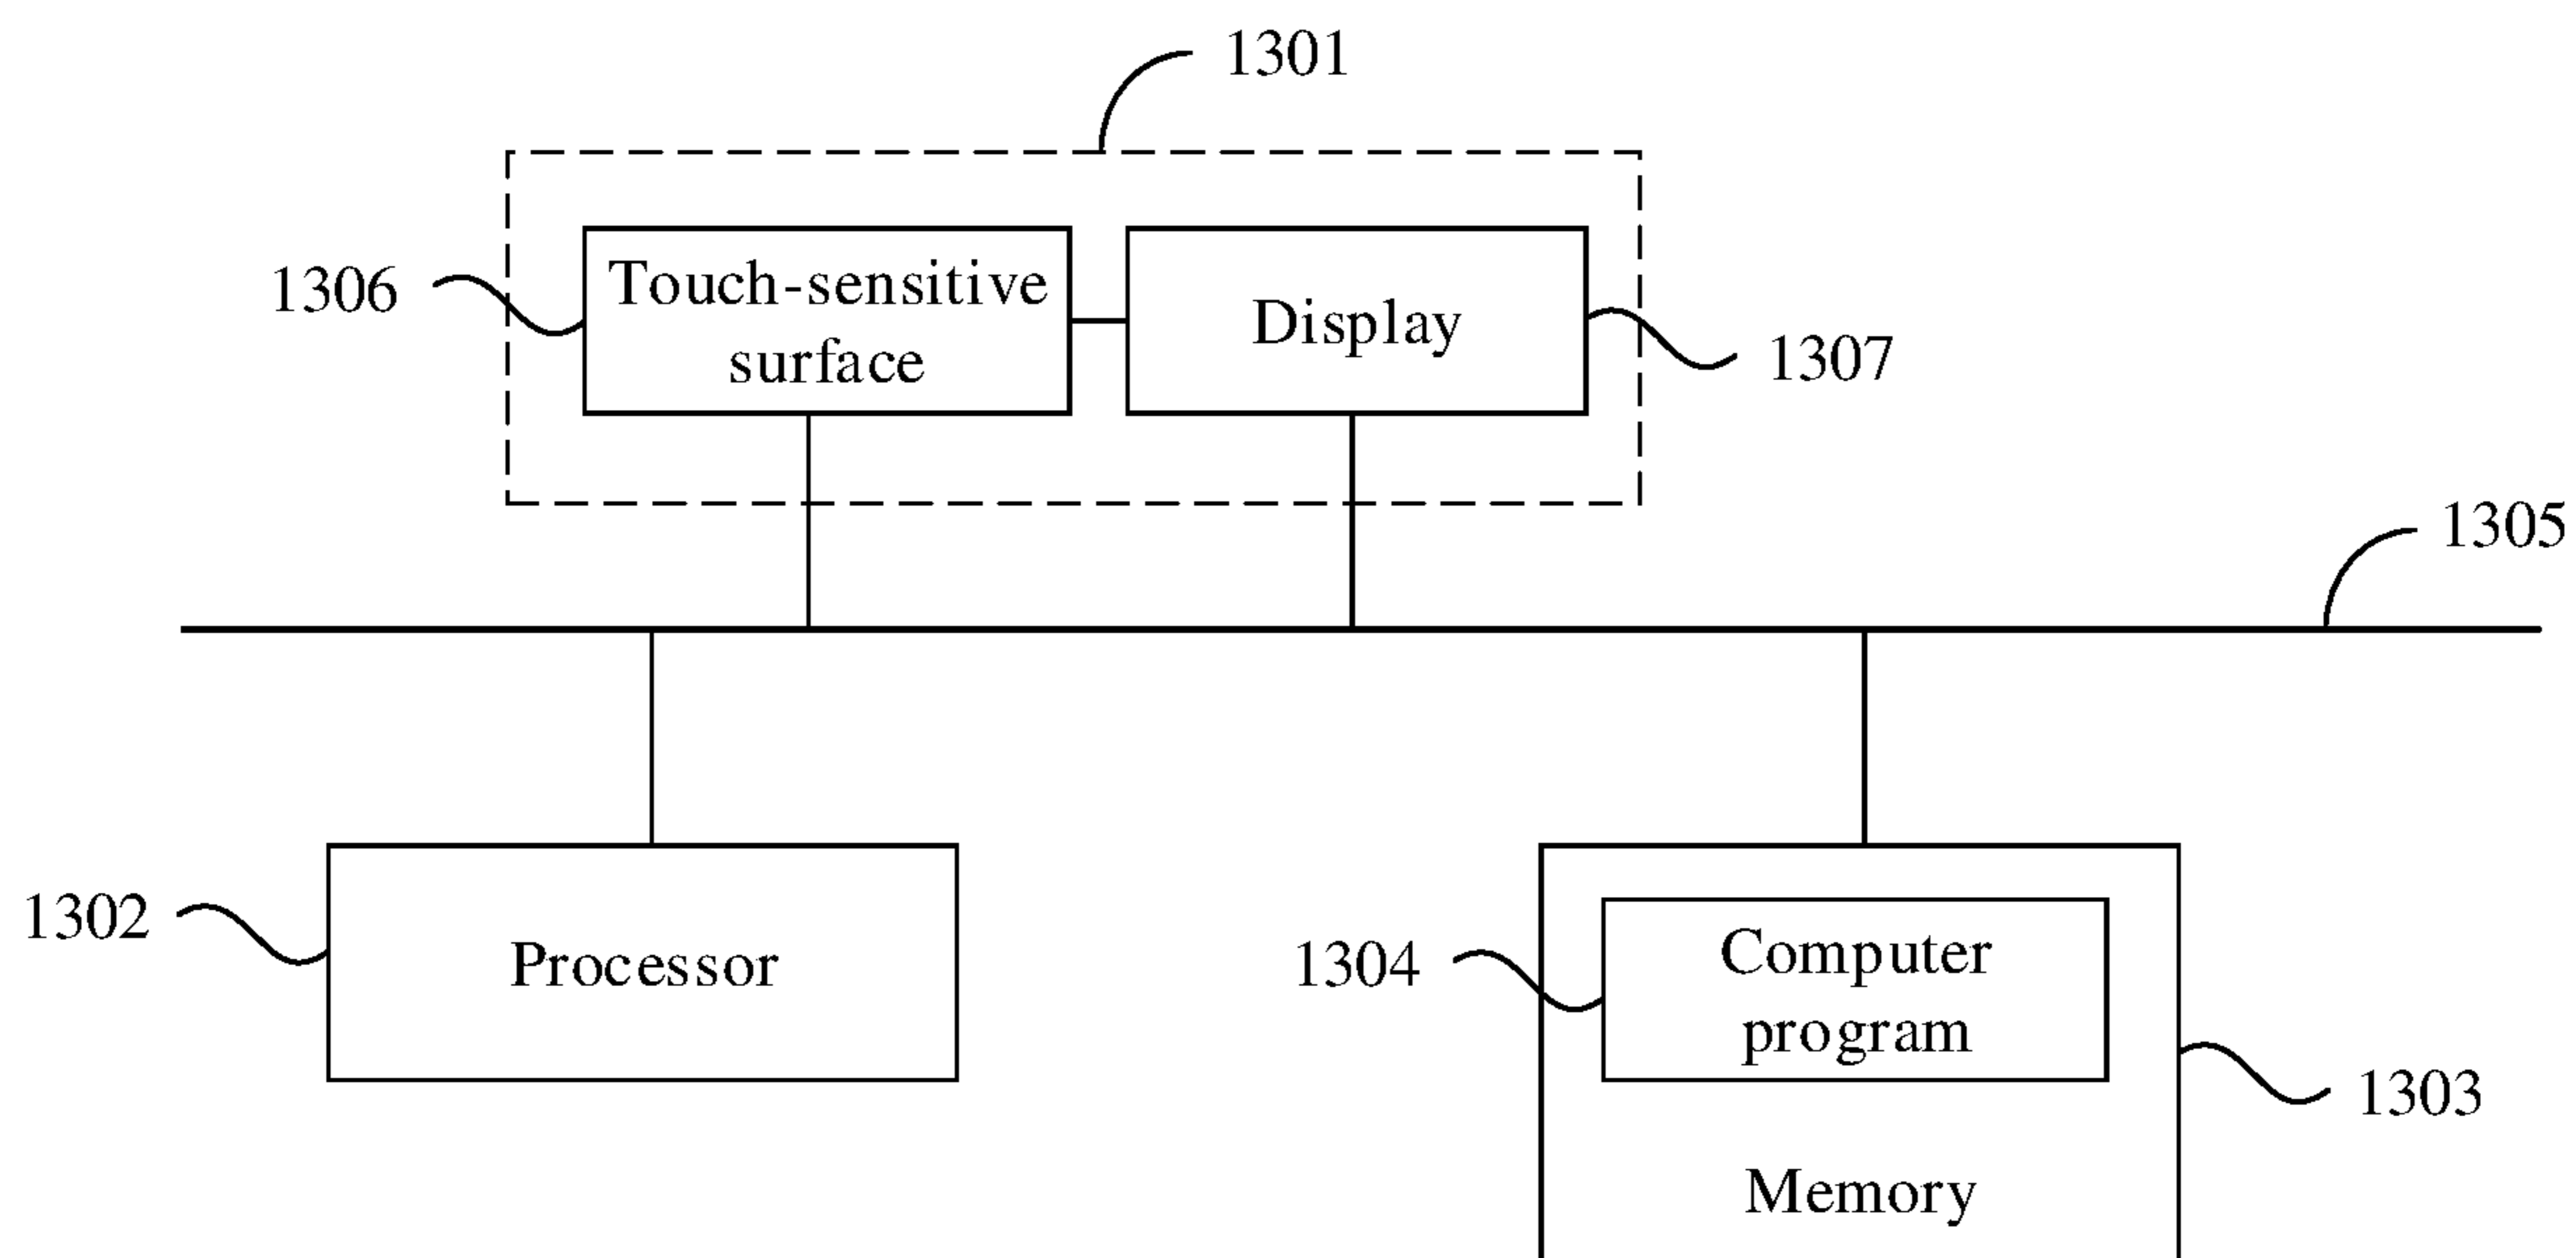 1301
1306
Touch-sensitive
surface
Display
1307
1305
1302
Processor
1304
Computer
program
1303
Memory